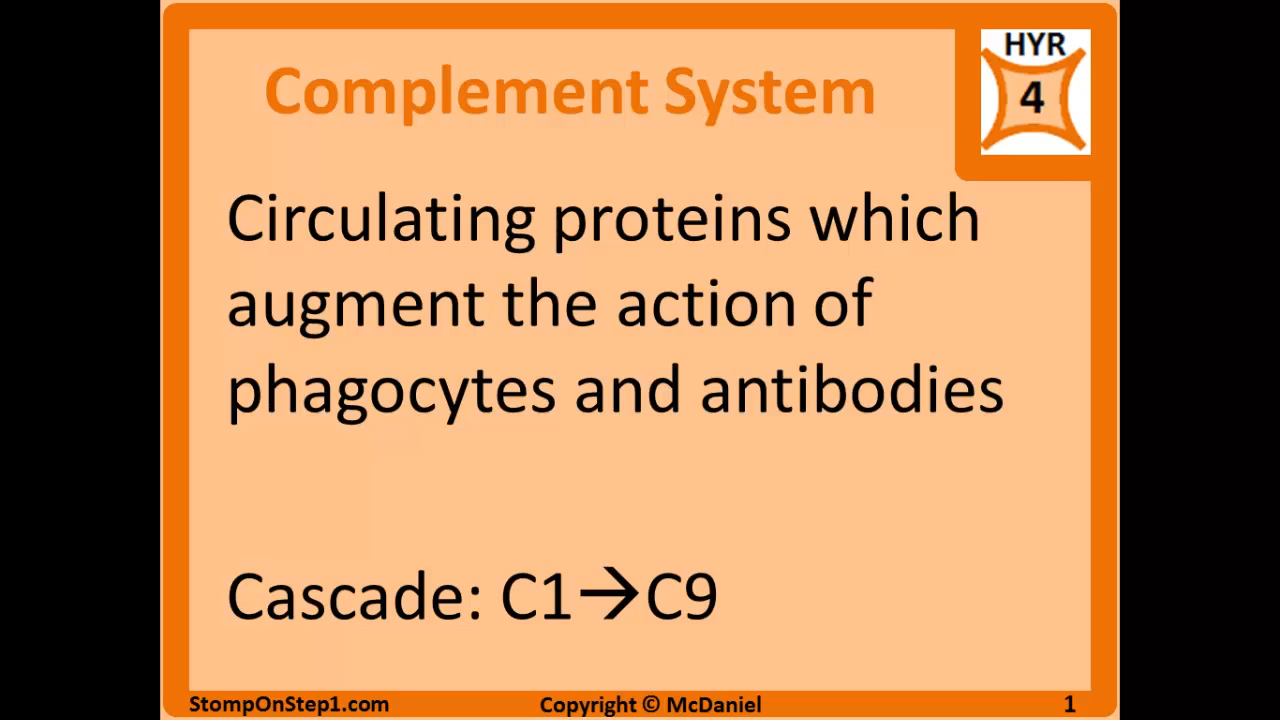 Complement System
HYR
4
Circulating proteins which
augment the action of
phagocytes and antibodies
Cascade: C1→C9
StompOnStep1.com
Copyright © McDaniel
1